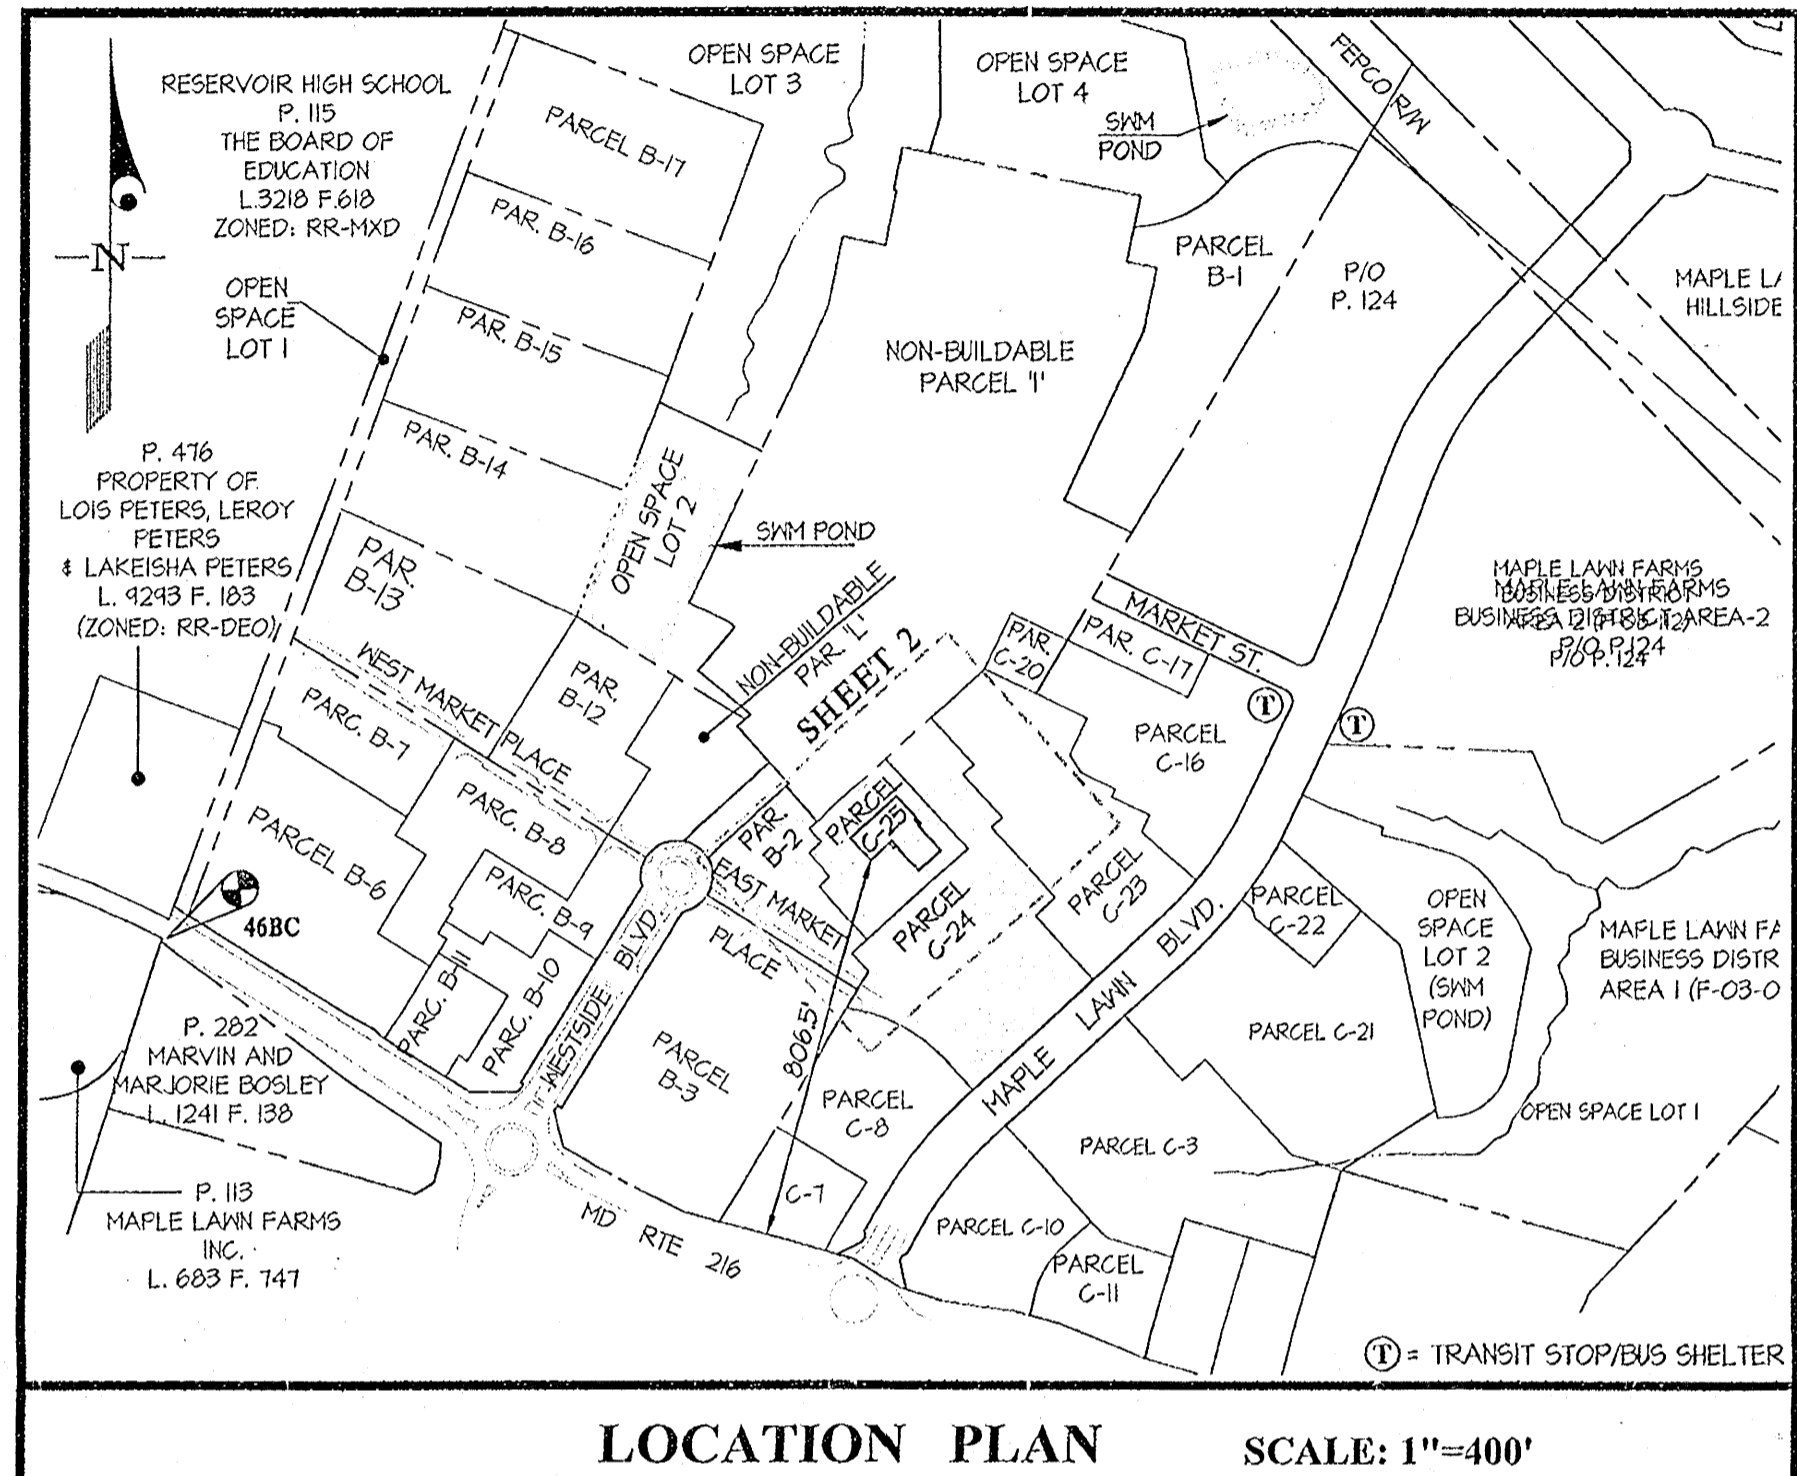 RESERVOIR HIGH SCHOOL
P. 115
THE BOARD OF
EDUCATION
L.3218 F.618
ZONED: RR-MXD
N
OPEN
SPACE
LOT 1
P. 476
PROPERTY OF
LOIS PETERS, LEROY
PETERS
& LAKEISHA PETERS
L. 9293 F. 183
(ZONED: RR-DEO)
PARCEL B-17
PAR. B-16
PAR. B-15
PAR. B-14
PAR.
B-13
OPEN SPACE
LOT 3
OPEN SPACE
LOT 4
SWM
POND
PEPCO R/W
PARCEL
B-1
P/O
P. 124
MAPLE LA
HILLSIDE
NON-BUILDABLE
PARCEL 'I'
OPEN SPACE
LOT 2
SWM POND
NON-BUILDABLE
PAR. 'L'
SHEET 2
PAR.
B-12
WEST MARKET PLACE
PARC. B-7
PARC. B-8
PARCEL B-6
PARC. B-9
PARC. B-11
PARC. B-10
46BC
WESTSIDE BLVD.
PAR.
B-2
EAST MARKET
PLACE
PARCEL
C-25
PARCEL
C-24
PAR.
C-20
MARKET ST.
PAR. C-17
PARCEL
C-16
T
T
MAPLE LAWN FARMS
BUSINESS DISTRICT
AREA 2
P/O P.124
MAPLE LAWN FARMS
BUSINESS DISTRICT AREA-2
P/O P.124
PARCEL
C-23
PARCEL
C-22
OPEN
SPACE
LOT 2
(SWM
POND)
MAPLE LAWN FA
BUSINESS DISTR
AREA 1 (F-03-0
MAPLE LAWN BLVD.
PARCEL C-21
OPEN SPACE LOT 1
PARCEL
B-3
806.5'
PARCEL
C-8
C-7
PARCEL C-3
PARCEL C-10
PARCEL
C-11
P. 282
MARVIN AND
MARJORIE BOSLEY
L. 1241 F. 138
P. 113
MAPLE LAWN FARMS
INC.
L. 683 F. 747
MD RTE 216
T = TRANSIT STOP/BUS SHELTER
LOCATION PLAN
SCALE: 1"=400'